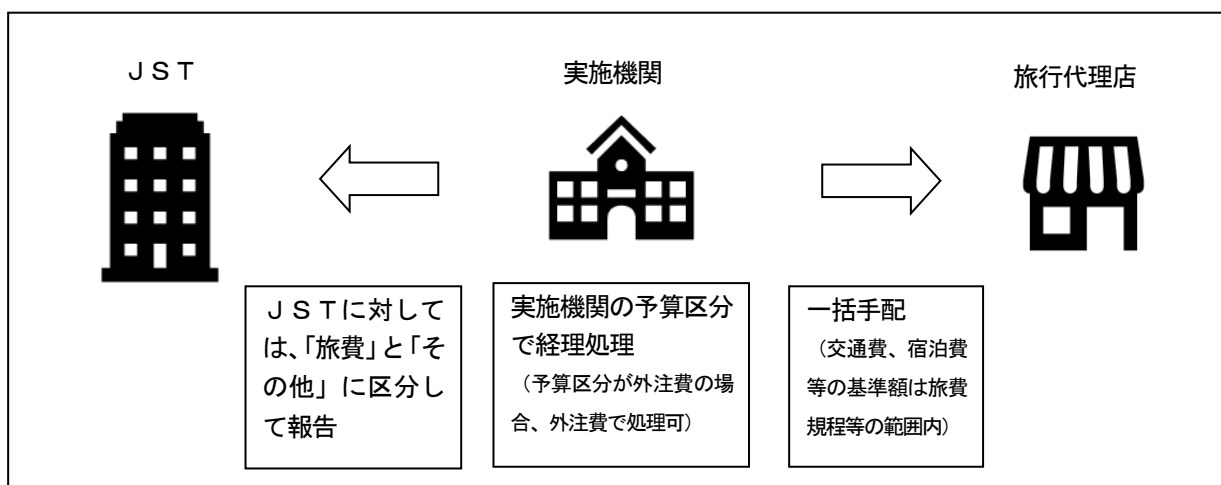 ＪＳＴ
実施機関
旅行代理店
ＪＳＴに対して
は、「旅費」と「そ
の他」に区分し
て報告
実施機関の予算区分
で経理処理
（予算区分が外注費の場
合、外注費で処理可）
一括手配
（交通費、宿泊費
等の基準額は旅費
規程等の範囲内）